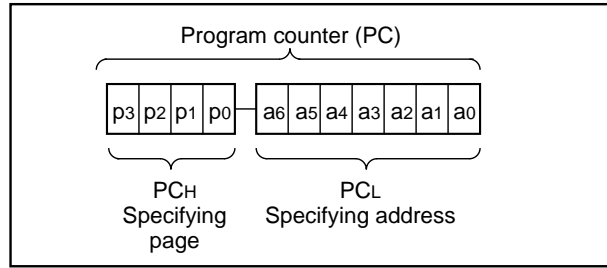 Program counter (PC)
p3 p2 p1 p0 a6 a5 a4 a3 a2 a1 a0
PCH PCL
Specifying page Specifying address